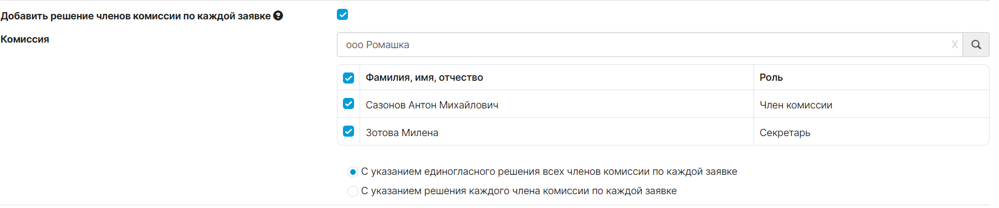 Добавить решение членов комиссии по каждой заявке ?
Комиссия
ооо Ромашка X
Фамилия, имя, отчество Роль
Сазонов Антон Михайлович Член комиссии
Зотова Милена Секретарь
С указанием единогласного решения всех членов комиссии по каждой заявке
С указанием решения каждого члена комиссии по каждой заявке